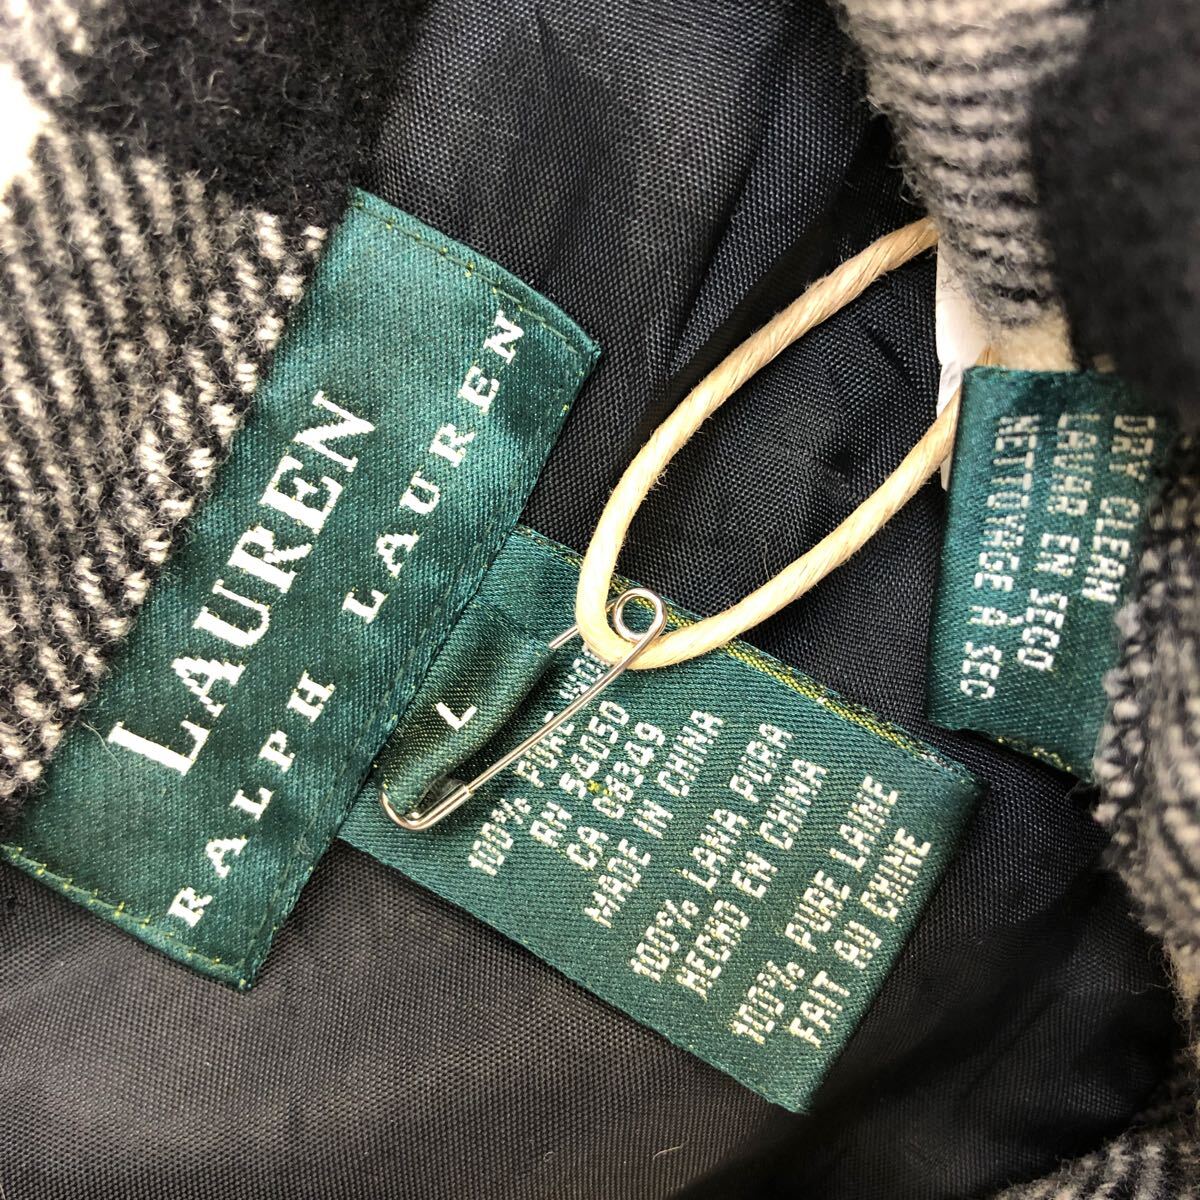 LAUREN
RALPH LAUREN
L
100% PURE
RN 54050
CA 08349
MADE IN CHINA
100% LANA PURA
HECHO EN CHINA
100% PURE LAINE
FAIT AU CHINE
DRY CLEAN
LAVAR EN SECO
NETTOYAGE À SEC